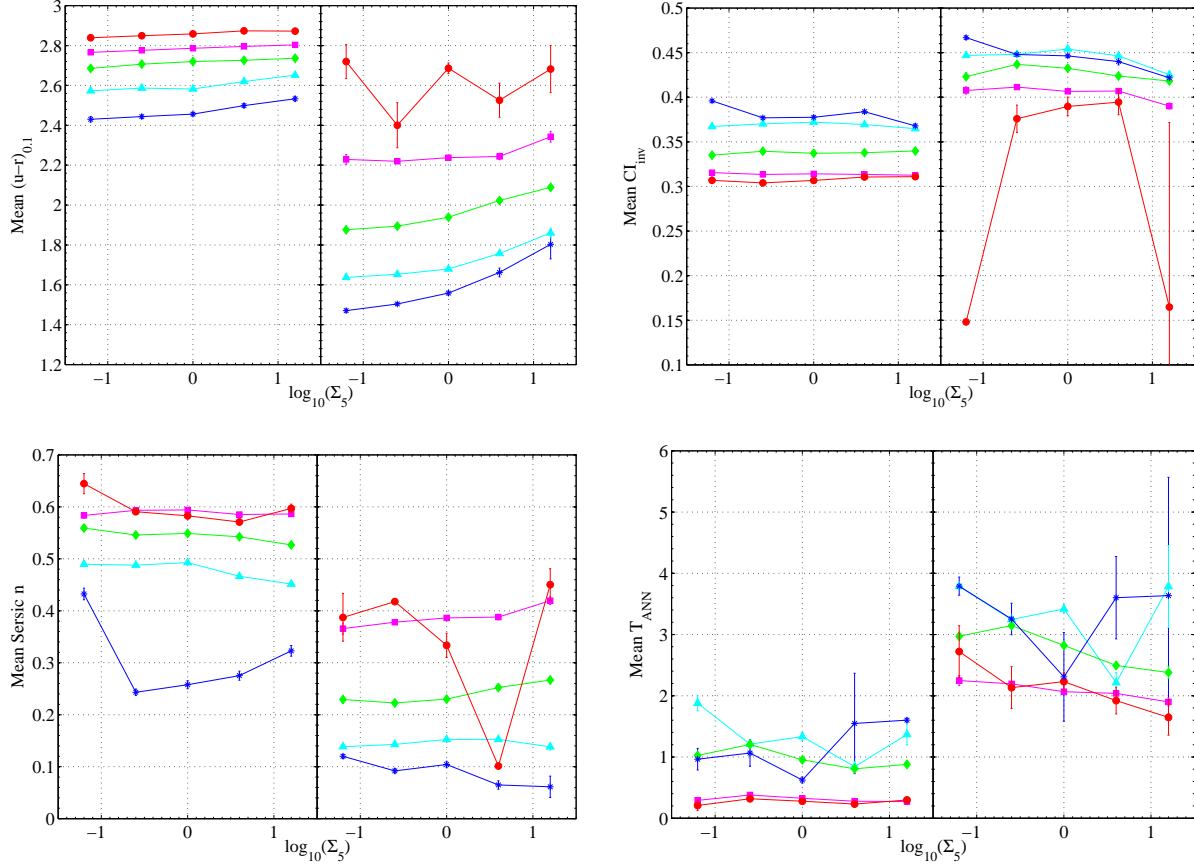 3
2.8
2.6
2.4
2.2
2
1.8
1.6
1.4
1.2
Mean (u−r)0.1
−1 0 1 −1 0 1
log10(Σ5)
0.5
0.45
0.4
0.35
0.3
0.25
0.2
0.15
0.1
Mean CIinv
−1 0 1 −1 0 1
log10(Σ5)
0.7
0.6
0.5
0.4
0.3
0.2
0.1
0
Mean Sersic n
−1 0 1 −1 0 1
log10(Σ5)
6
5
4
3
2
1
0
Mean TANN
−1 0 1 −1 0 1
log10(Σ5)